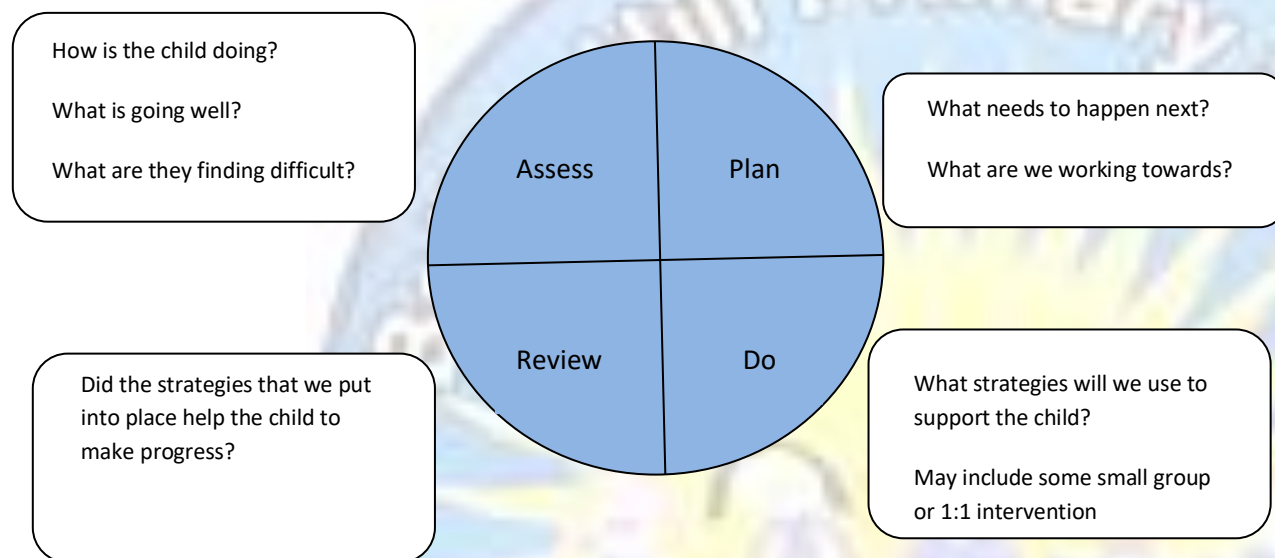 How is the child doing?
What is going well?
What are they finding difficult?
Assess
Plan
What needs to happen next?
What are we working towards?
Review
Do
Did the strategies that we put
into place help the child to
make progress?
What strategies will we use to
support the child?
May include some small group
or 1:1 intervention